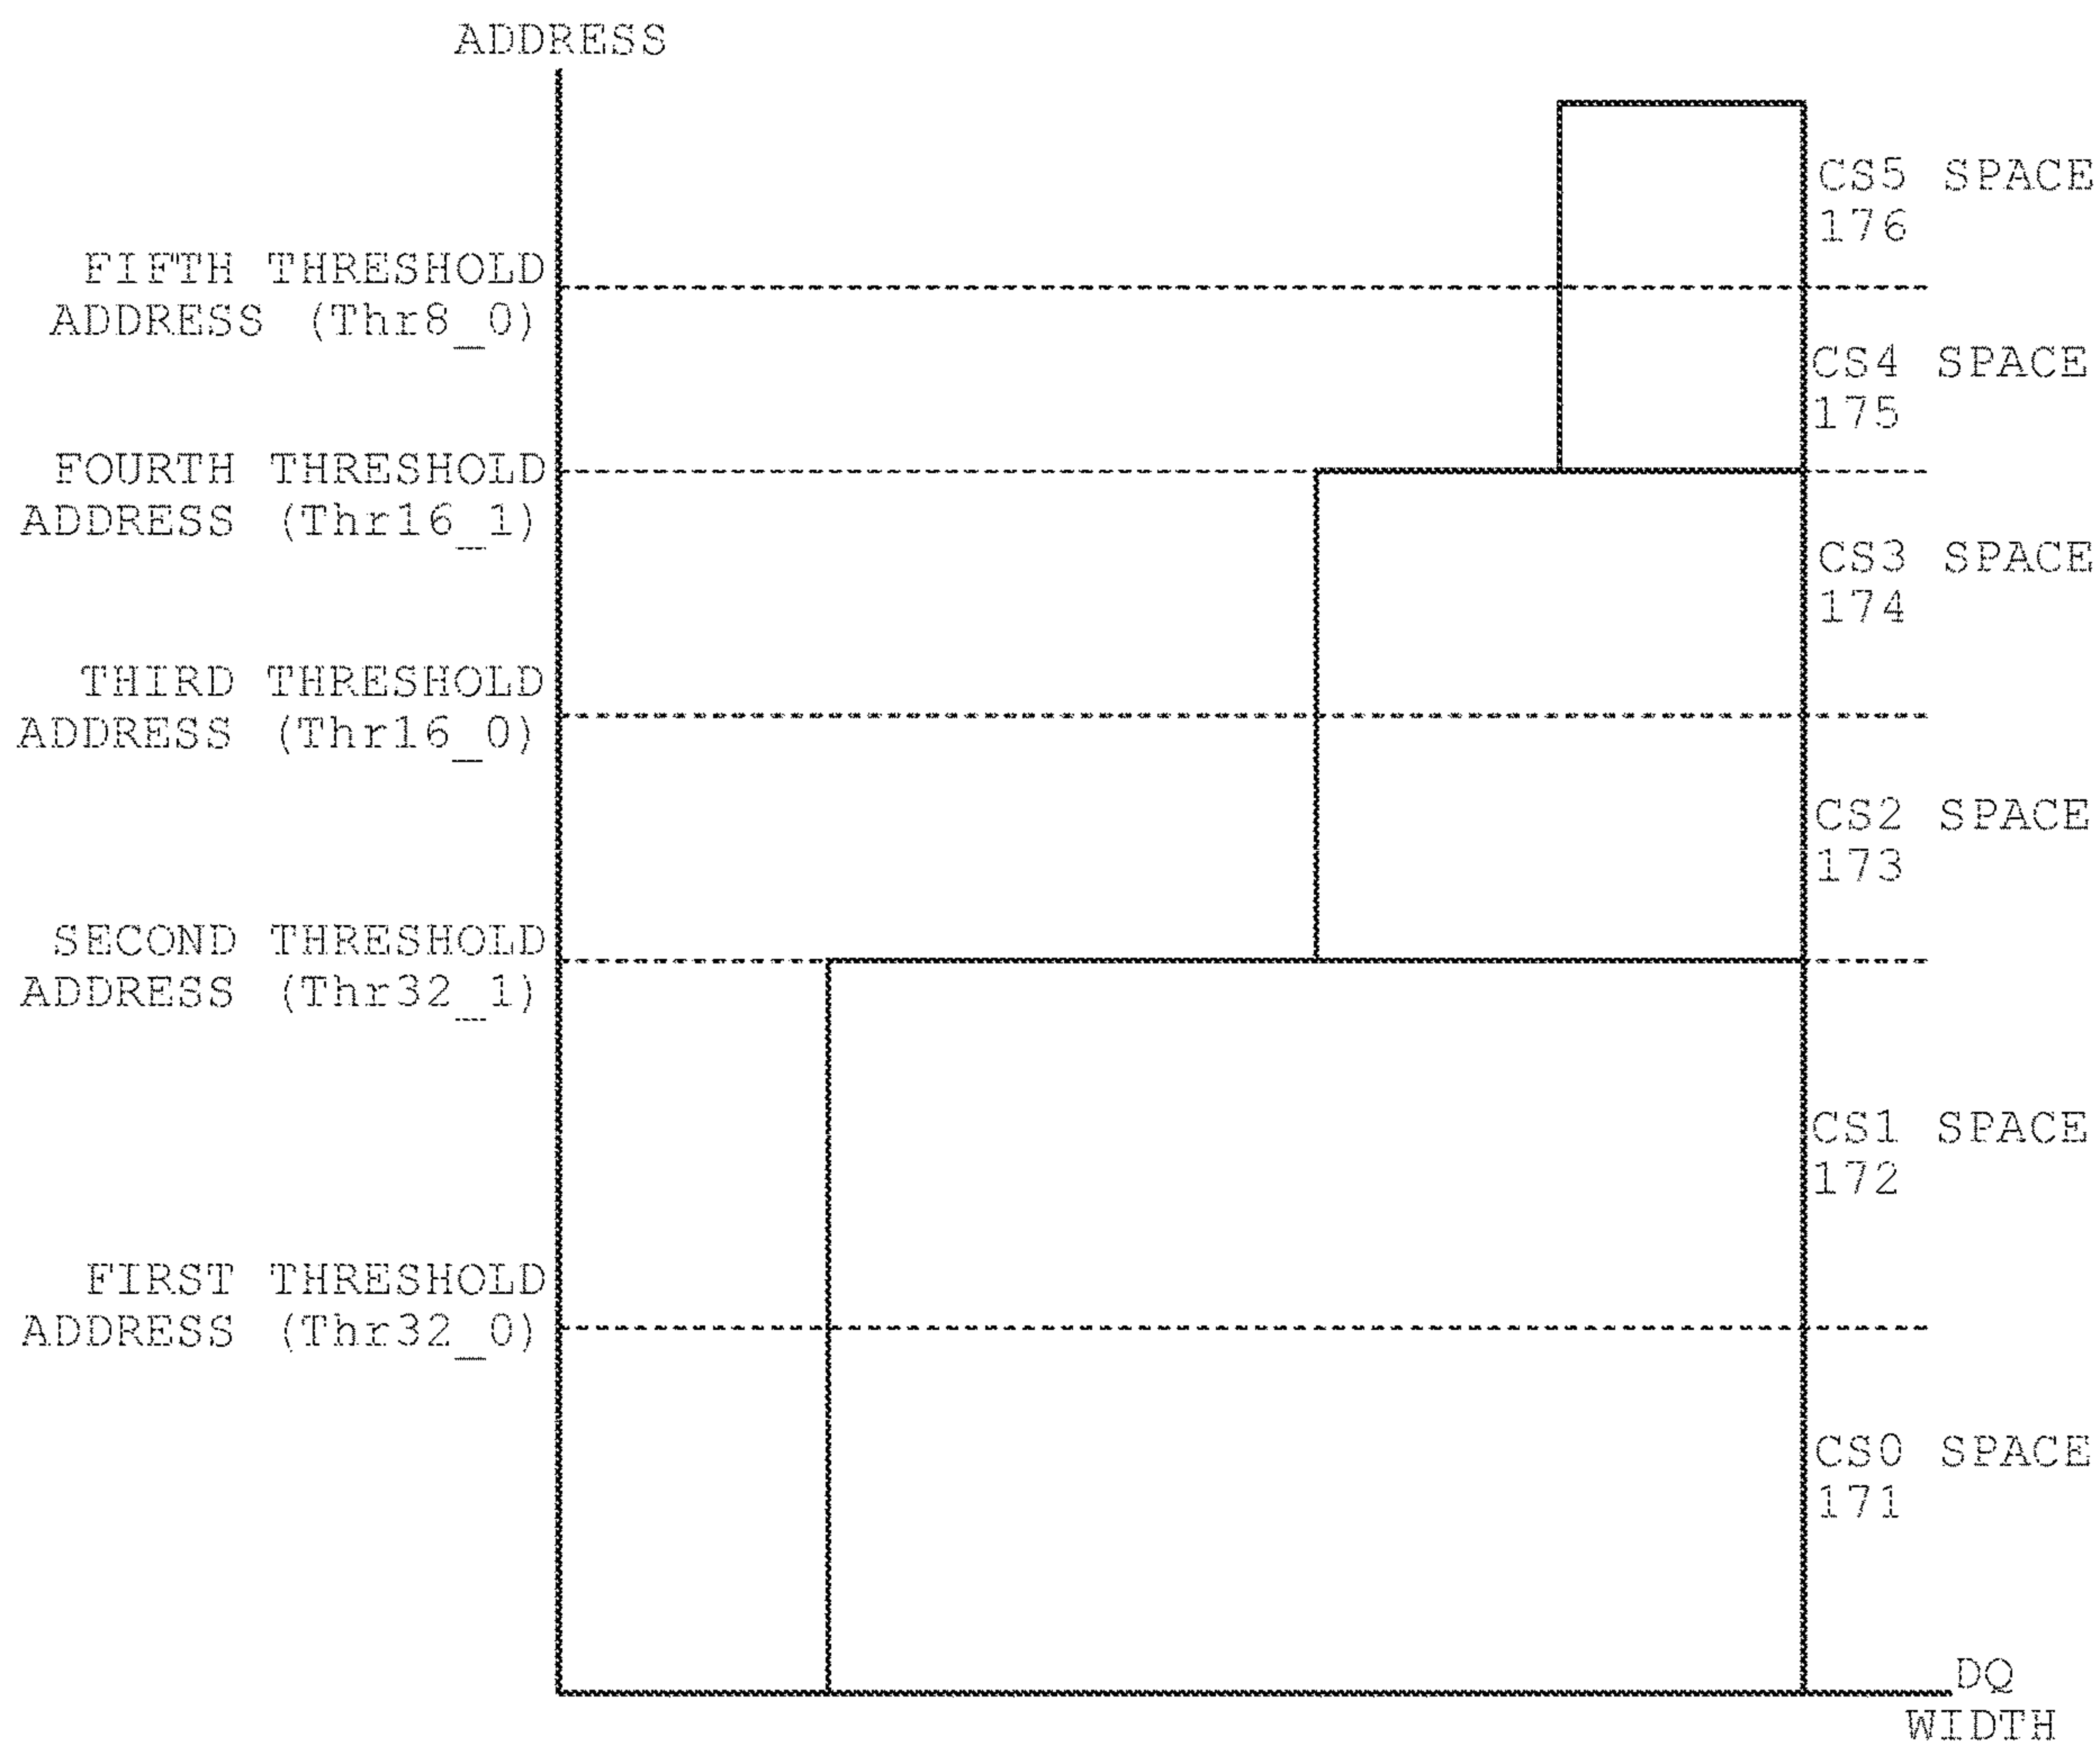 ADDRESS
CS5 SPACE
176
FIFTH THRESHOLD
ADDRESS (Thr8_0)
CS4 SPACE
175
FOURTH THRESHOLD
ADDRESS (Thr16_1)
CS3 SPACE
174
THIRD THRESHOLD
ADDRESS (Thr16_0)
CS2 SPACE
173
SECOND THRESHOLD
ADDRESS (Thr32_1)
CS1 SPACE
172
FIRST THRESHOLD
ADDRESS (Thr32_0)
CS0 SPACE
171
DQ
WIDTH